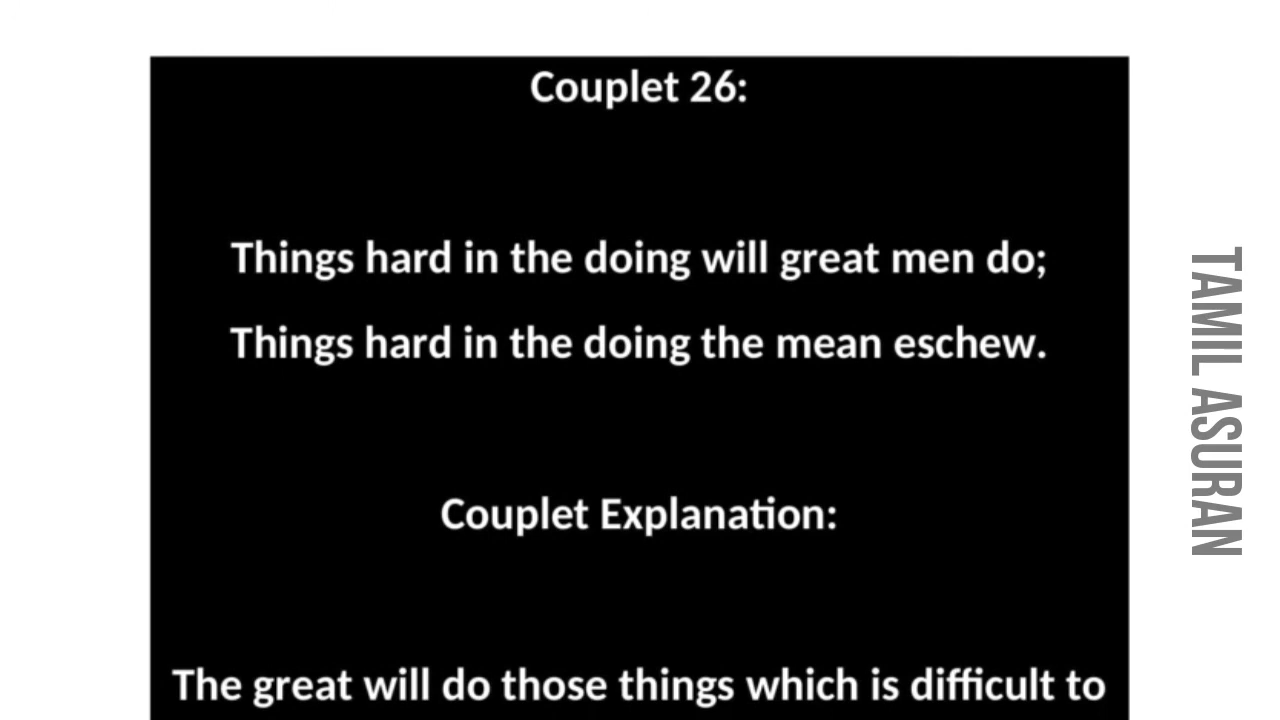 Couplet 26:
Things hard in the doing will great men do;
Things hard in the doing the mean eschew.
Couplet Explanation:
The great will do those things which is difficult to
TAMIL ASURAN